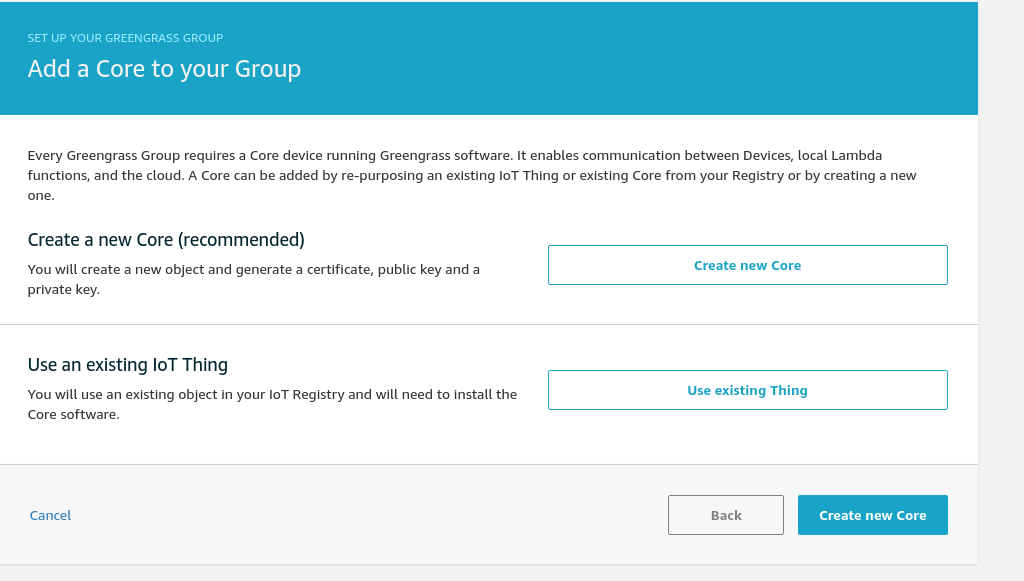 SET UP YOUR GREENGRASS GROUP
Add a Core to your Group
Every Greengrass Group requires a Core device running Greengrass software. It enables communication between Devices, local Lambda
functions, and the cloud. A Core can be added by re-purposing an existing IoT Thing or existing Core from your Registry or by creating a new
one.
Create a new Core (recommended)
You will create a new object and generate a certificate, public key and a
private key.
Create new Core
Use an existing IoT Thing
You will use an existing object in your IoT Registry and will need to install the
Core software.
Use existing Thing
Cancel
Back
Create new Core